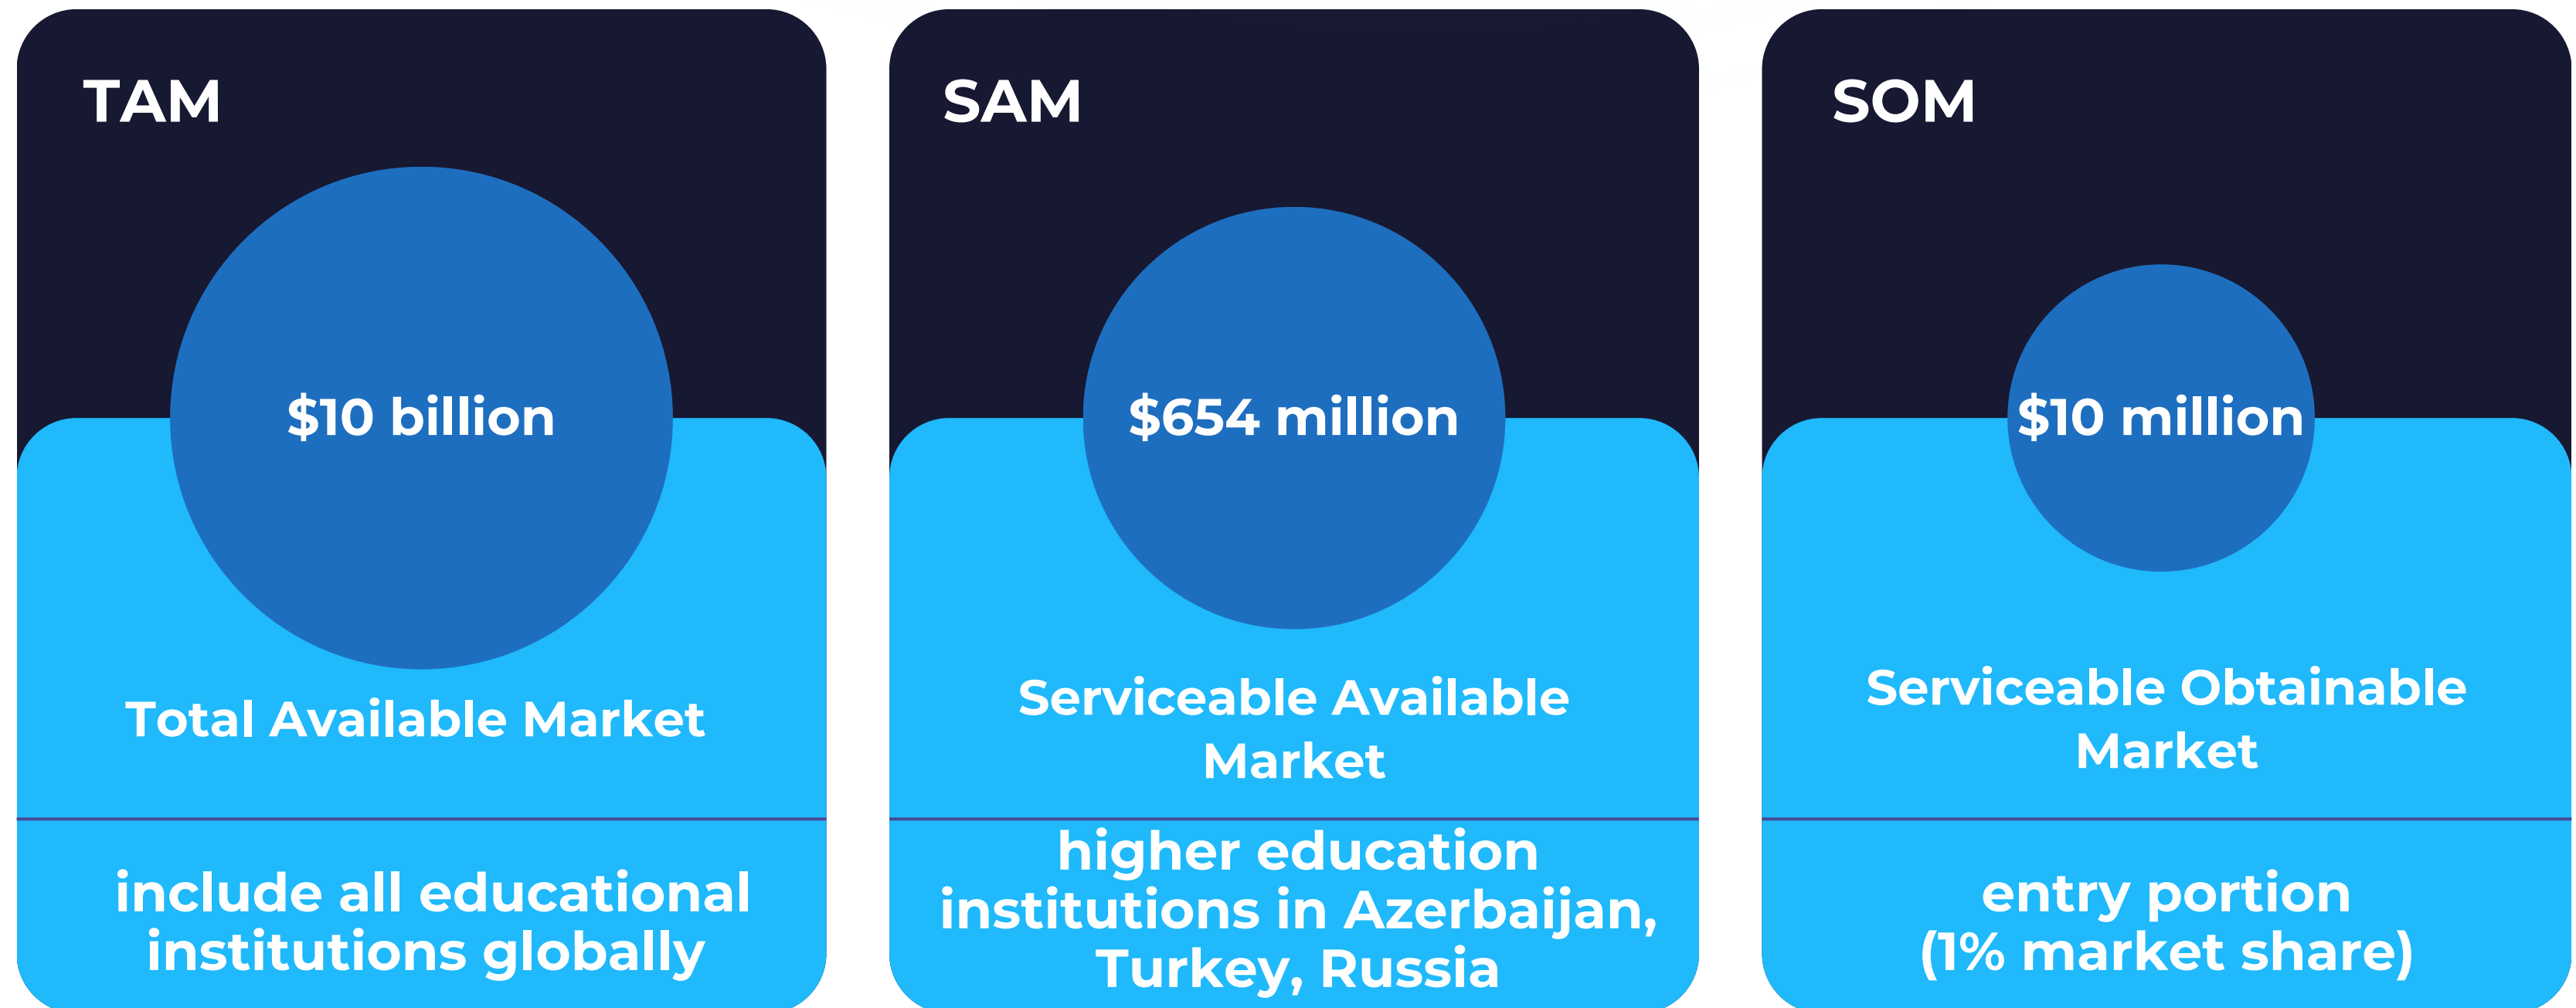 TAM
$10 billion
Total Available Market
include all educational
institutions globally
SAM
$654 million
Serviceable Available
Market
higher education
institutions in Azerbaijan,
Turkey, Russia
SOM
$10 million
Serviceable Obtainable
Market
entry portion
(1% market share)